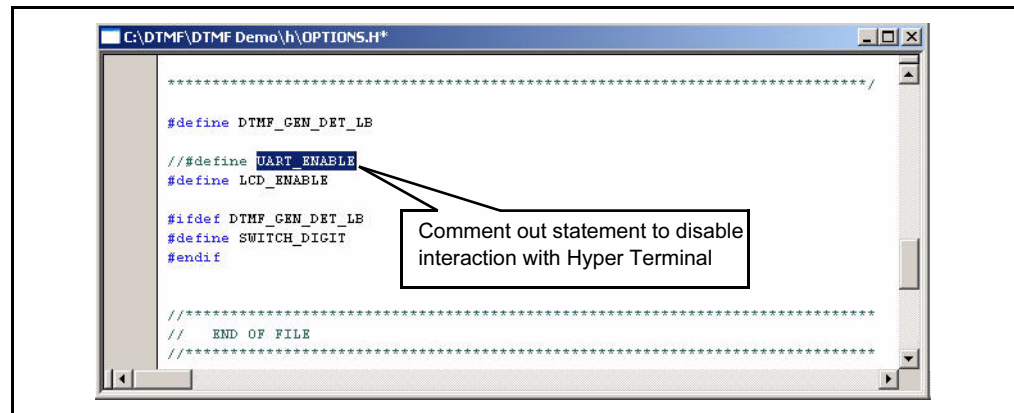 C:\DTMF\DTMF Demo\h\OPTIONS.H*
******************************************************************************/
#define DTMF_GEN_DET_LB
//#define UART_ENABLE
#define LCD_ENABLE
#ifdef DTMF_GEN_DET_LB
#define SWITCH_DIGIT
#endif
Comment out statement to disable
interaction with Hyper Terminal
//*****************************************************************************
// END OF FILE
//*****************************************************************************